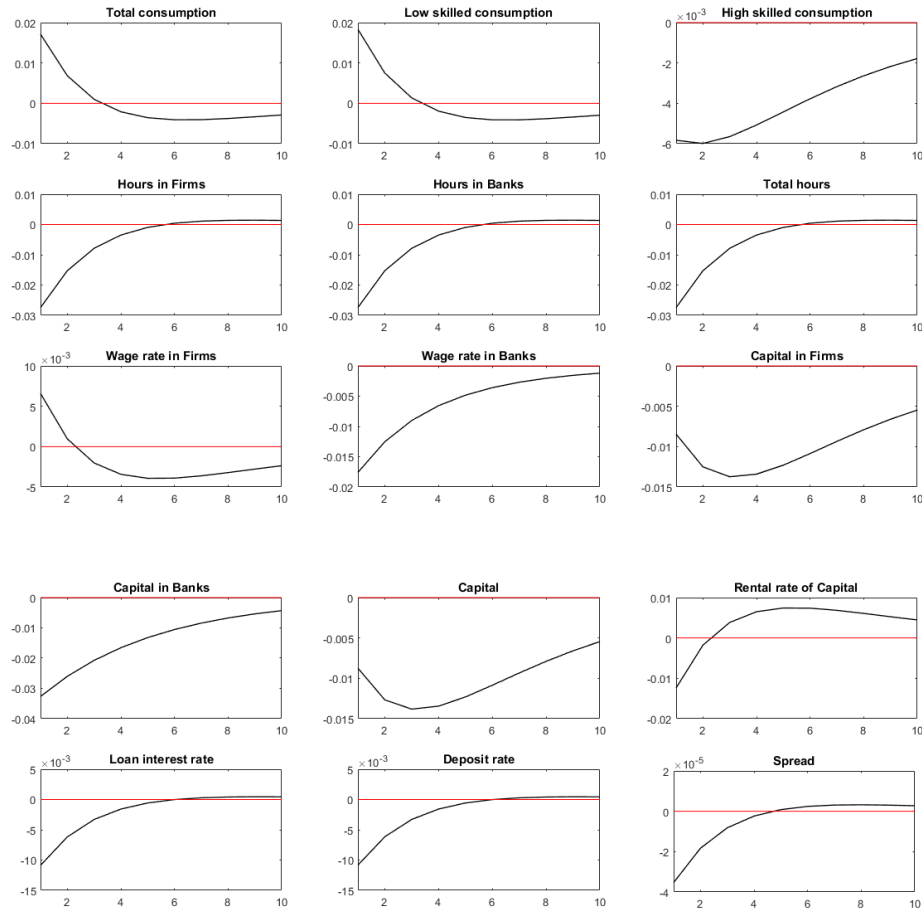 Total consumption
0.02
0.01
0
-0.01
2 4 6 8 10
Low skilled consumption
0.02
0.01
0
-0.01
2 4 6 8 10
High skilled consumption
×10⁻³
0
-2
-4
-6
2 4 6 8 10
Hours in Firms
0.01
0
-0.01
-0.02
-0.03
2 4 6 8 10
Hours in Banks
0.01
0
-0.01
-0.02
-0.03
2 4 6 8 10
Total hours
0.01
0
-0.01
-0.02
-0.03
2 4 6 8 10
Wage rate in Firms
×10⁻³
10
5
0
-5
2 4 6 8 10
Wage rate in Banks
0
-0.005
-0.01
-0.015
-0.02
2 4 6 8 10
Capital in Firms
0
-0.005
-0.01
-0.015
2 4 6 8 10
Capital in Banks
0
-0.01
-0.02
-0.03
-0.04
2 4 6 8 10
Capital
0
-0.005
-0.01
-0.015
2 4 6 8 10
Rental rate of Capital
0.01
0
-0.01
-0.02
2 4 6 8 10
Loan interest rate
×10⁻³
5
0
-5
-10
-15
2 4 6 8 10
Deposit rate
×10⁻³
5
0
-5
-10
-15
2 4 6 8 10
Spread
×10⁻⁵
2
0
-2
-4
2 4 6 8 10